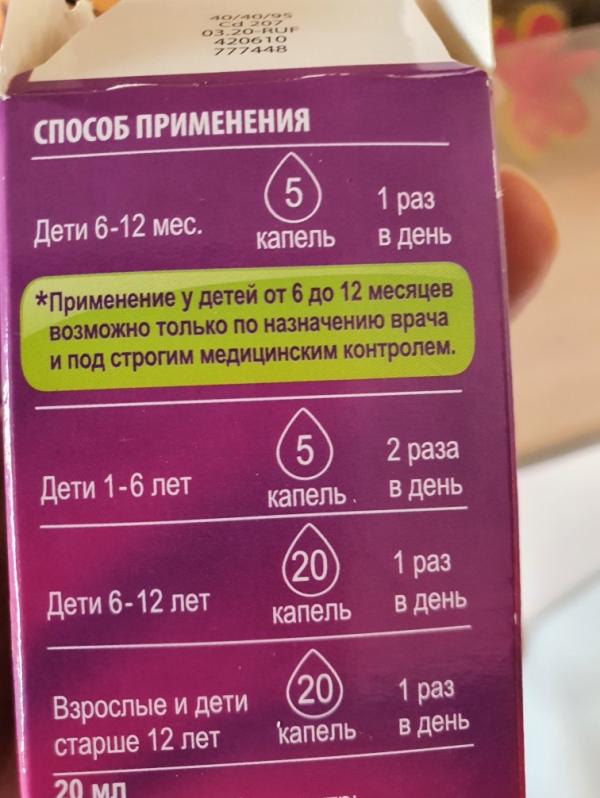 40/40/95
Cd 207
03.20-RUF
420610
777448
СПОСОБ ПРИМЕНЕНИЯ
Дети 6-12 мес.
5
капель
1 раз
в день
*Применение у детей от 6 до 12 месяцев
возможно только по назначению врача
и под строгим медицинским контролем.
Дети 1-6 лет
5
капель
2 раза
в день
Дети 6-12 лет
20
капель
1 раз
в день
Взрослые и дети
старше 12 лет
20
капель
1 раз
в день
20 мл